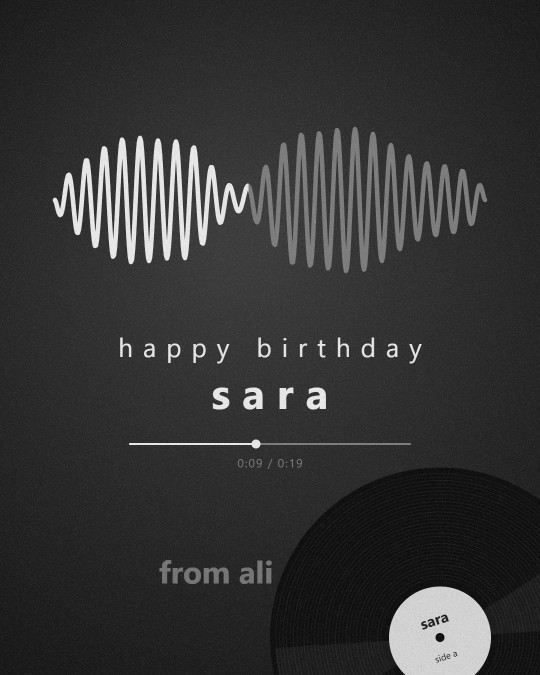 happy birthday
sara
0:09 / 0:19
from ali
sara
side a